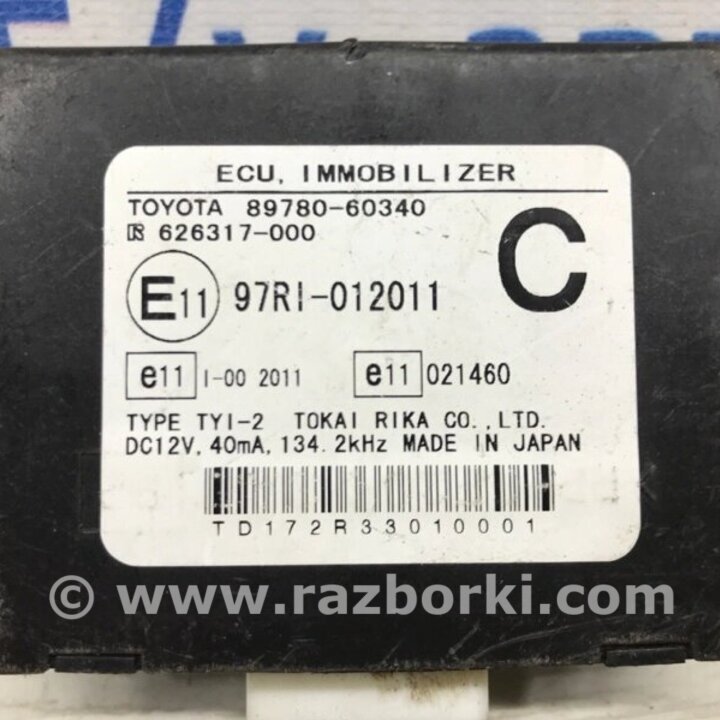 ECU, IMMOBILIZER
TOYOTA 89780-60340
R 626317-000
C
E11 97RI-012011
e11 I-00 2011 e11 021460
TYPE TYI-2 TOKAI RIKA CO., LTD.
DC12V, 40mA, 134.2kHz MADE IN JAPAN
TD172R33010001
© www.razborki.com